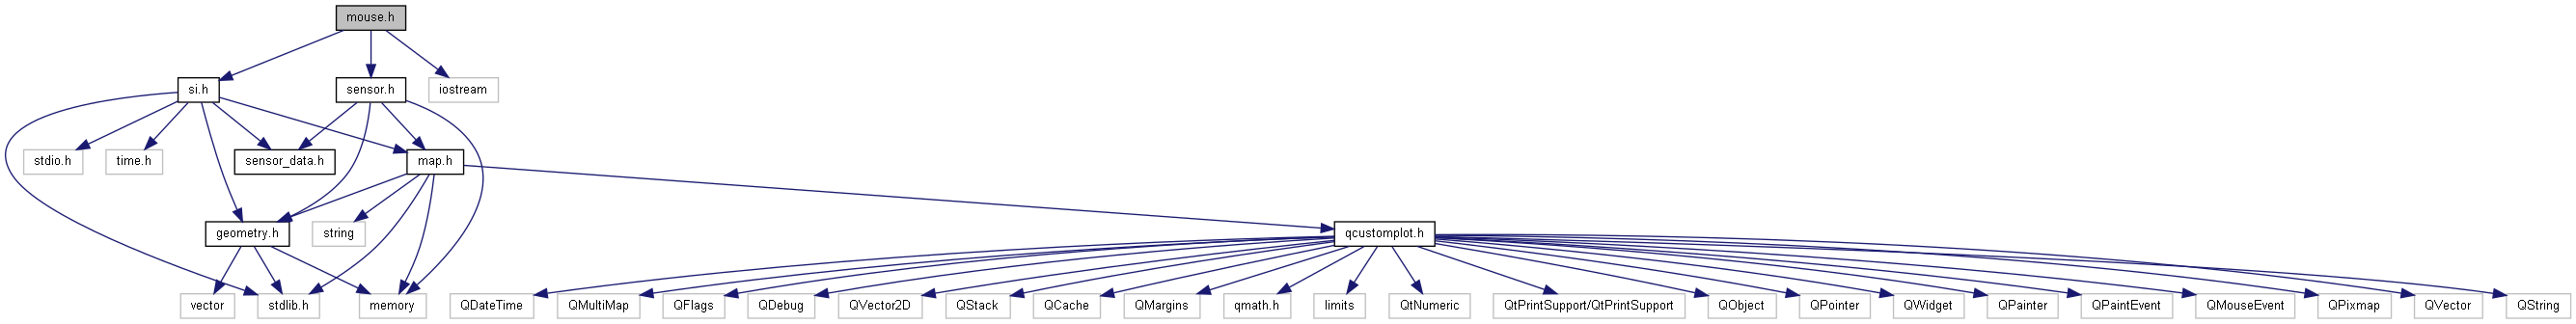 mouse.h
si.h
sensor.h
iostream
stdio.h
time.h
sensor_data.h
map.h
geometry.h
string
qcustomplot.h
vector
stdlib.h
memory
QDateTime
QMultiMap
QFlags
QDebug
QVector2D
QStack
QCache
QMargins
qmath.h
limits
QtNumeric
QtPrintSupport/QtPrintSupport
QObject
QPointer
QWidget
QPainter
QPaintEvent
QMouseEvent
QPixmap
QVector
QString